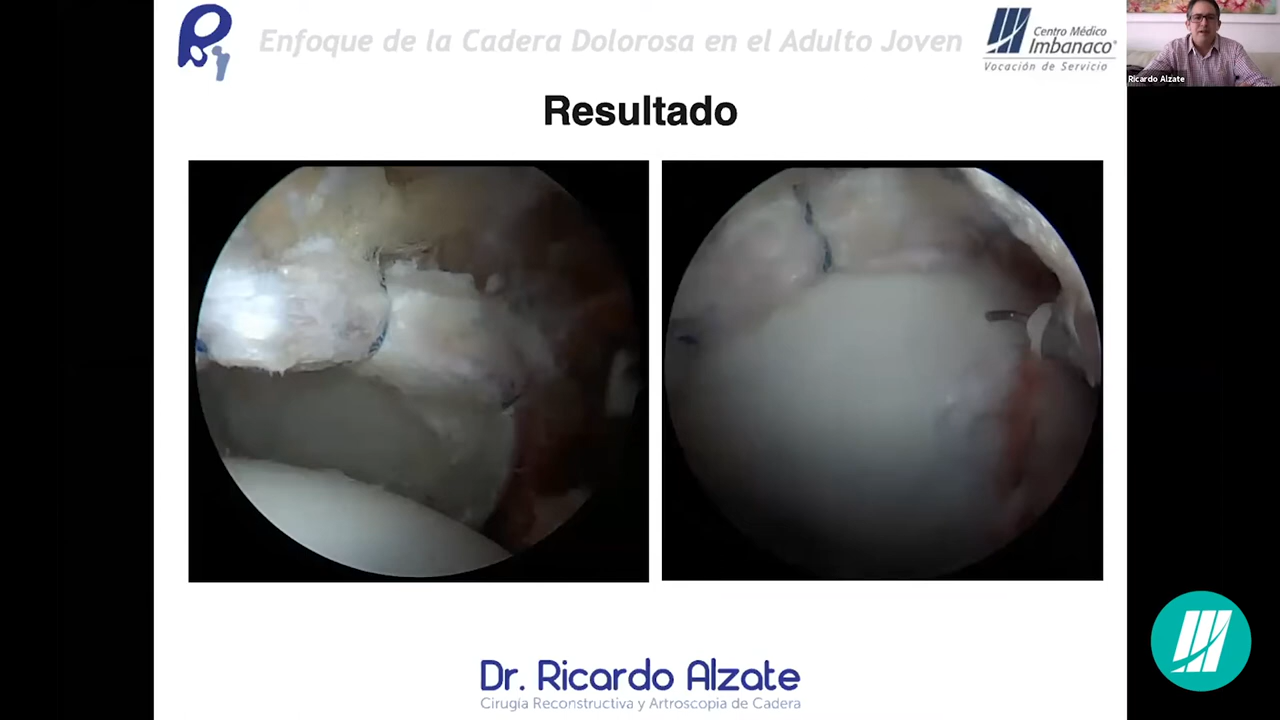 Enfoque de la Cadera Dolorosa en el Adulto Joven
Centro Médico
Imbanaco®
Vocación de Servicio
Ricardo Alzate
Resultado
Dr. Ricardo Alzate
Cirugía Reconstructiva y Artroscopia de Cadera